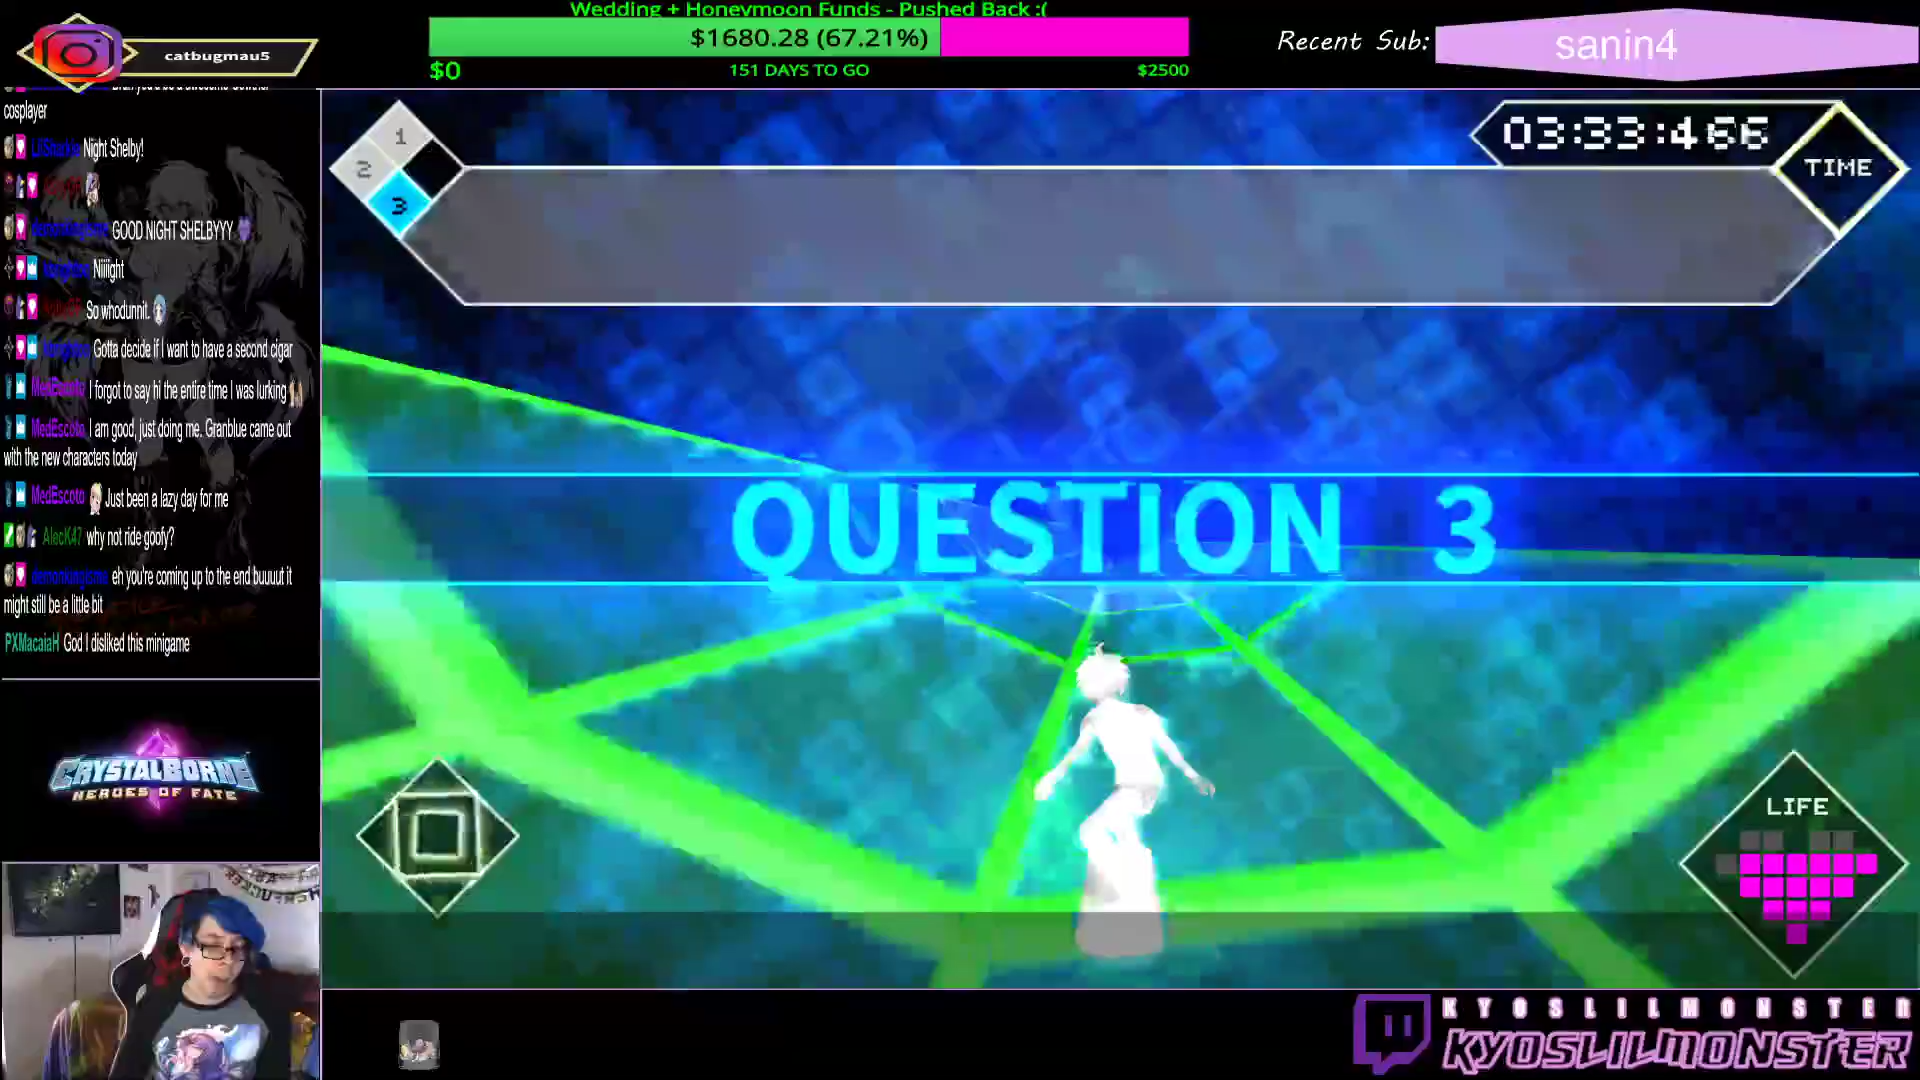 Wedding + Honeymoon Funds - Pushed Back :(
$1680.28 (67.21%)
$0
151 DAYS TO GO
$2500
catbugmau5
Recent Sub:
sanin4
cosplayer
Night Shelby!
demonkingisme GOOD NIGHT SHELBYYY
Niiiight
So whodunnit.
Gotta decide if I want to have a second cigar
MedEscoto I forgot to say hi the entire time I was lurking
MedEscoto I am good, just doing me. Granblue came out
with the new characters today
MedEscoto Just been a lazy day for me
AlecK47 why not ride goofy?
demonkingisme eh you're coming up to the end buuuut it
might still be a little bit
PXMacaiaH God I disliked this minigame
1
2
3
03:33:466
TIME
QUESTION 3
LIFE
CRYSTALBORNE
HEROES OF FATE
KYOSLILMONSTER
KYOSLILMONSTER